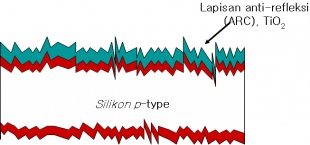 Lapisan anti-refleksi
(ARC), TiO₂
Silikon p-type